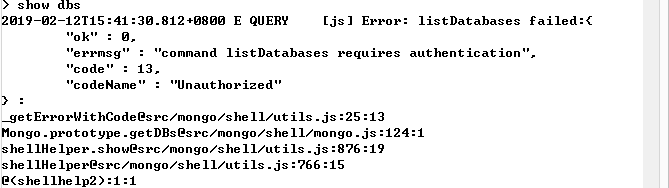 > show dbs
2019-02-12T15:41:30.812+0800 E QUERY    [js] Error: listDatabases failed:{
        "ok" : 0,
        "errmsg" : "command listDatabases requires authentication",
        "code" : 13,
        "codeName" : "Unauthorized"
} :
_getErrorWithCode@src/mongo/shell/utils.js:25:13
Mongo.prototype.getDBs@src/mongo/shell/mongo.js:124:1
shellHelper.show@src/mongo/shell/utils.js:876:19
shellHelper@src/mongo/shell/utils.js:766:15
@(shellhelp2):1:1